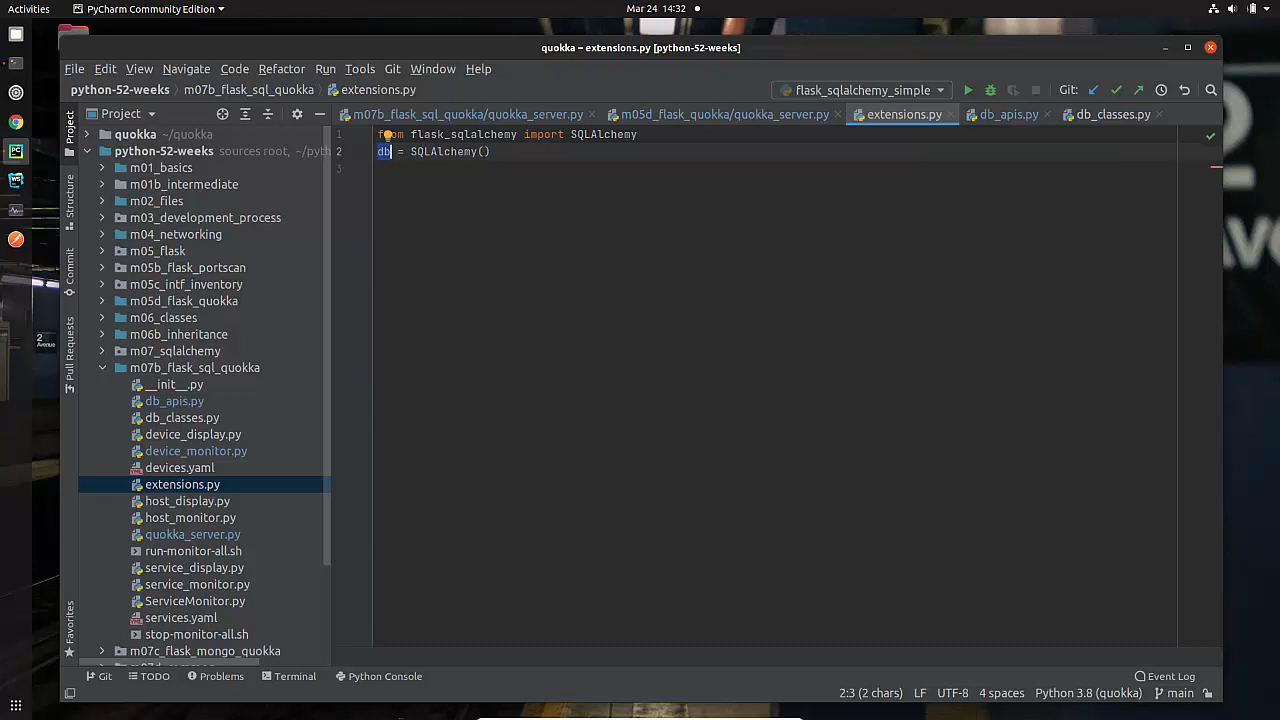 Activities
PyCharm Community Edition
Mar 24 14:32
quokka – extensions.py [python-52-weeks]
File Edit View Navigate Code Refactor Run Tools Git Window Help
python-52-weeks m07b_flask_sql_quokka extensions.py
flask_sqlalchemy_simple
Git:
Project
m07b_flask_sql_quokka/quokka_server.py
m05d_flask_quokka/quokka_server.py
extensions.py
db_apis.py
db_classes.py
Project
Structure
Commit
Pull Requests
Favorites
quokka ~/quokka
python-52-weeks sources root, ~/pyth
m01_basics
m01b_intermediate
m02_files
m03_development_process
m04_networking
m05_flask
m05b_flask_portscan
m05c_intf_inventory
m05d_flask_quokka
m06_classes
m06b_inheritance
m07_sqlalchemy
m07b_flask_sql_quokka
__init__.py
db_apis.py
db_classes.py
device_display.py
device_monitor.py
devices.yaml
extensions.py
host_display.py
host_monitor.py
quokka_server.py
run-monitor-all.sh
service_display.py
service_monitor.py
ServiceMonitor.py
services.yaml
stop-monitor-all.sh
m07c_flask_mongo_quokka
1 from flask_sqlalchemy import SQLAlchemy
2 db = SQLAlchemy()
3
2
Avenue
Git TODO Problems Terminal Python Console Event Log
2:3 (2 chars) LF UTF-8 4 spaces Python 3.8 (quokka) main